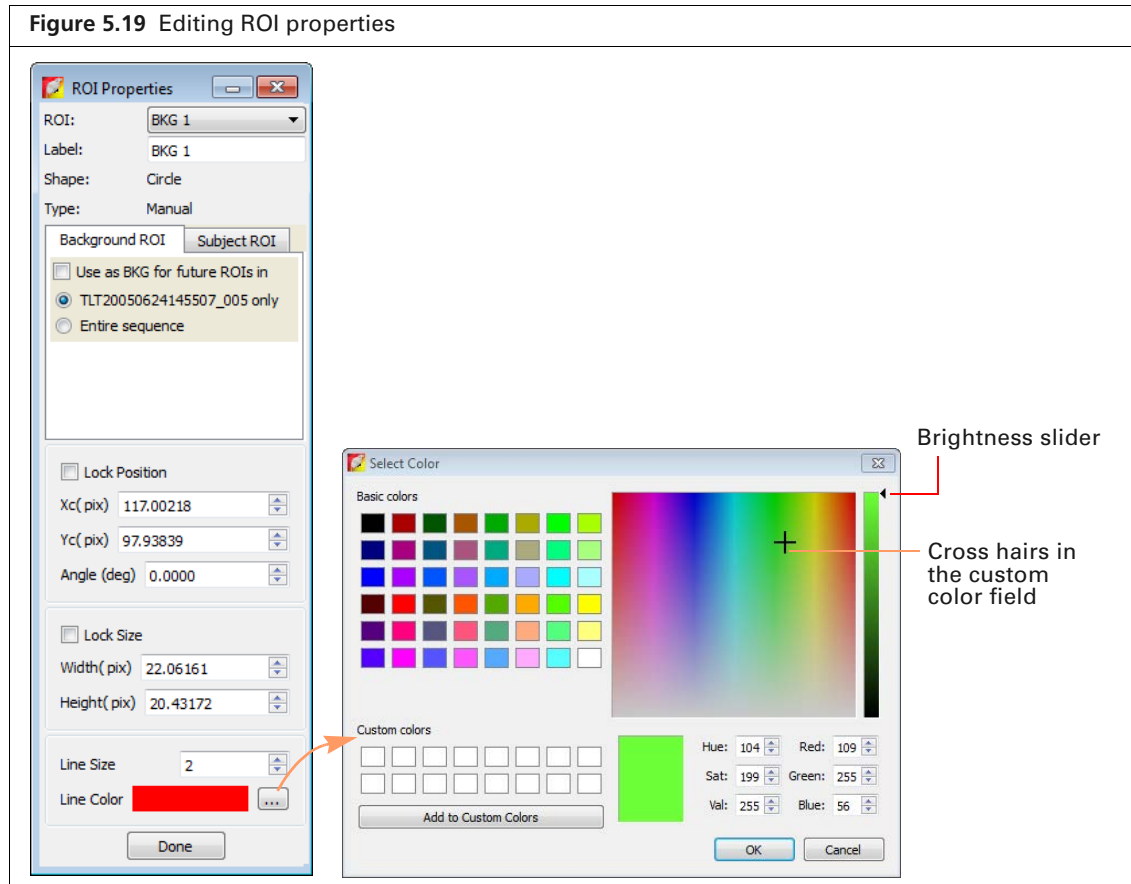 Figure 5.19 Editing ROI properties
ROI Properties
ROI: BKG 1
Label: BKG 1
Shape: Circle
Type: Manual
Background ROI Subject ROI
Use as BKG for future ROIs in
TLT20050624145507_005 only
Entire sequence
Lock Position
Xc( pix) 117.00218
Yc( pix) 97.93839
Angle (deg) 0.0000
Lock Size
Width( pix) 22.06161
Height( pix) 20.43172
Line Size 2
Line Color ...
Done
Select Color
Basic colors
Custom colors
Add to Custom Colors
Hue: 104 Red: 109
Sat: 199 Green: 255
Val: 255 Blue: 56
OK Cancel
Brightness slider
Cross hairs in
the custom
color field